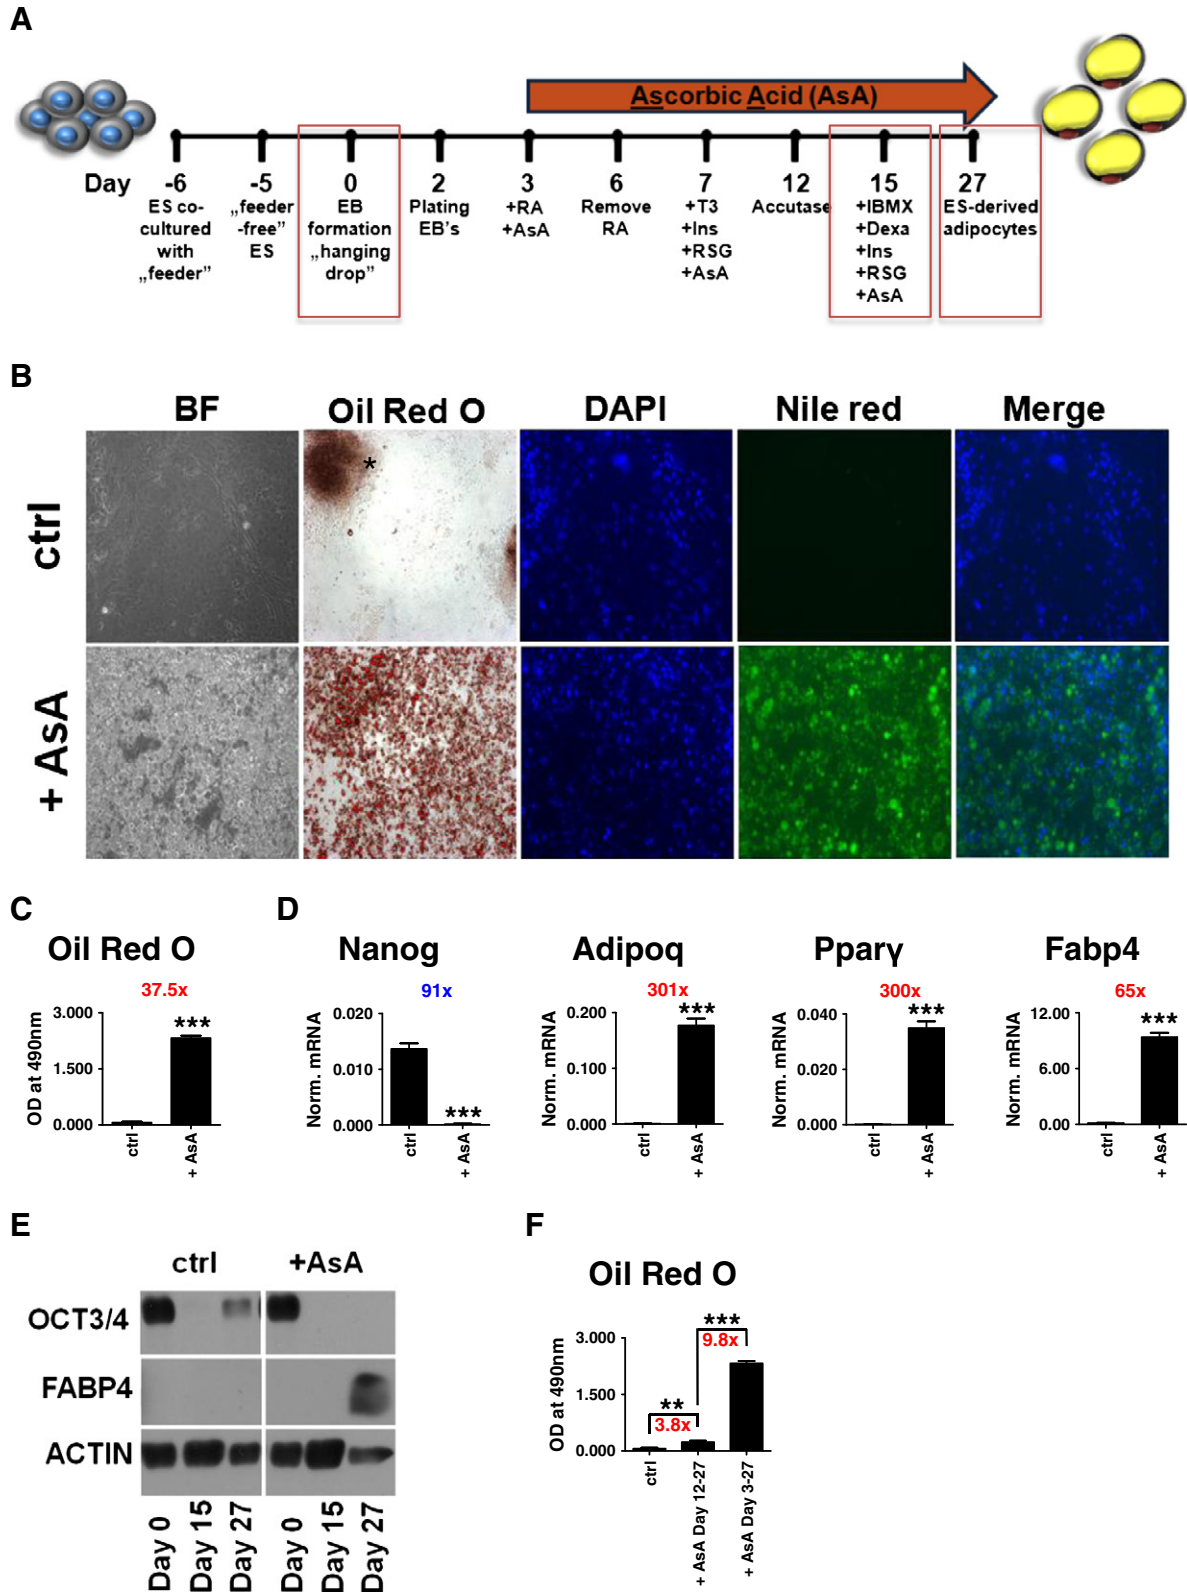 A
Ascorbic Acid (AsA)
Day
-6
ES co-
cultured
with
„feeder”
-5
„feeder
-free”
ES
0
EB
formation
„hanging
drop”
2
Plating
EB's
3
+RA
+AsA
6
Remove
RA
7
+T3
+Ins
+RSG
+AsA
12
Accutase
15
+IBMX
+Dexa
+Ins
+RSG
+AsA
27
ES-derived
adipocytes
B
BF
Oil Red O
DAPI
Nile red
Merge
ctrl
*
+ AsA
C
Oil Red O
37.5x
OD at 490nm
3.000
1.500
0.000
***
ctrl
+ AsA
D
Nanog
91x
Norm. mRNA
0.020
0.010
0.000
***
ctrl
+ AsA
Adipoq
301x
Norm. mRNA
0.200
0.100
0.000
***
ctrl
+ AsA
Pparγ
300x
Norm. mRNA
0.040
0.020
0.000
***
ctrl
+ AsA
Fabp4
65x
Norm. mRNA
12.00
6.00
0.00
***
ctrl
+ AsA
E
ctrl
+AsA
OCT3/4
FABP4
ACTIN
Day 0
Day 15
Day 27
Day 0
Day 15
Day 27
F
Oil Red O
OD at 490nm
3.000
1.500
0.000
***
9.8x
**
3.8x
ctrl
+ AsA Day 12-27
+ AsA Day 3-27